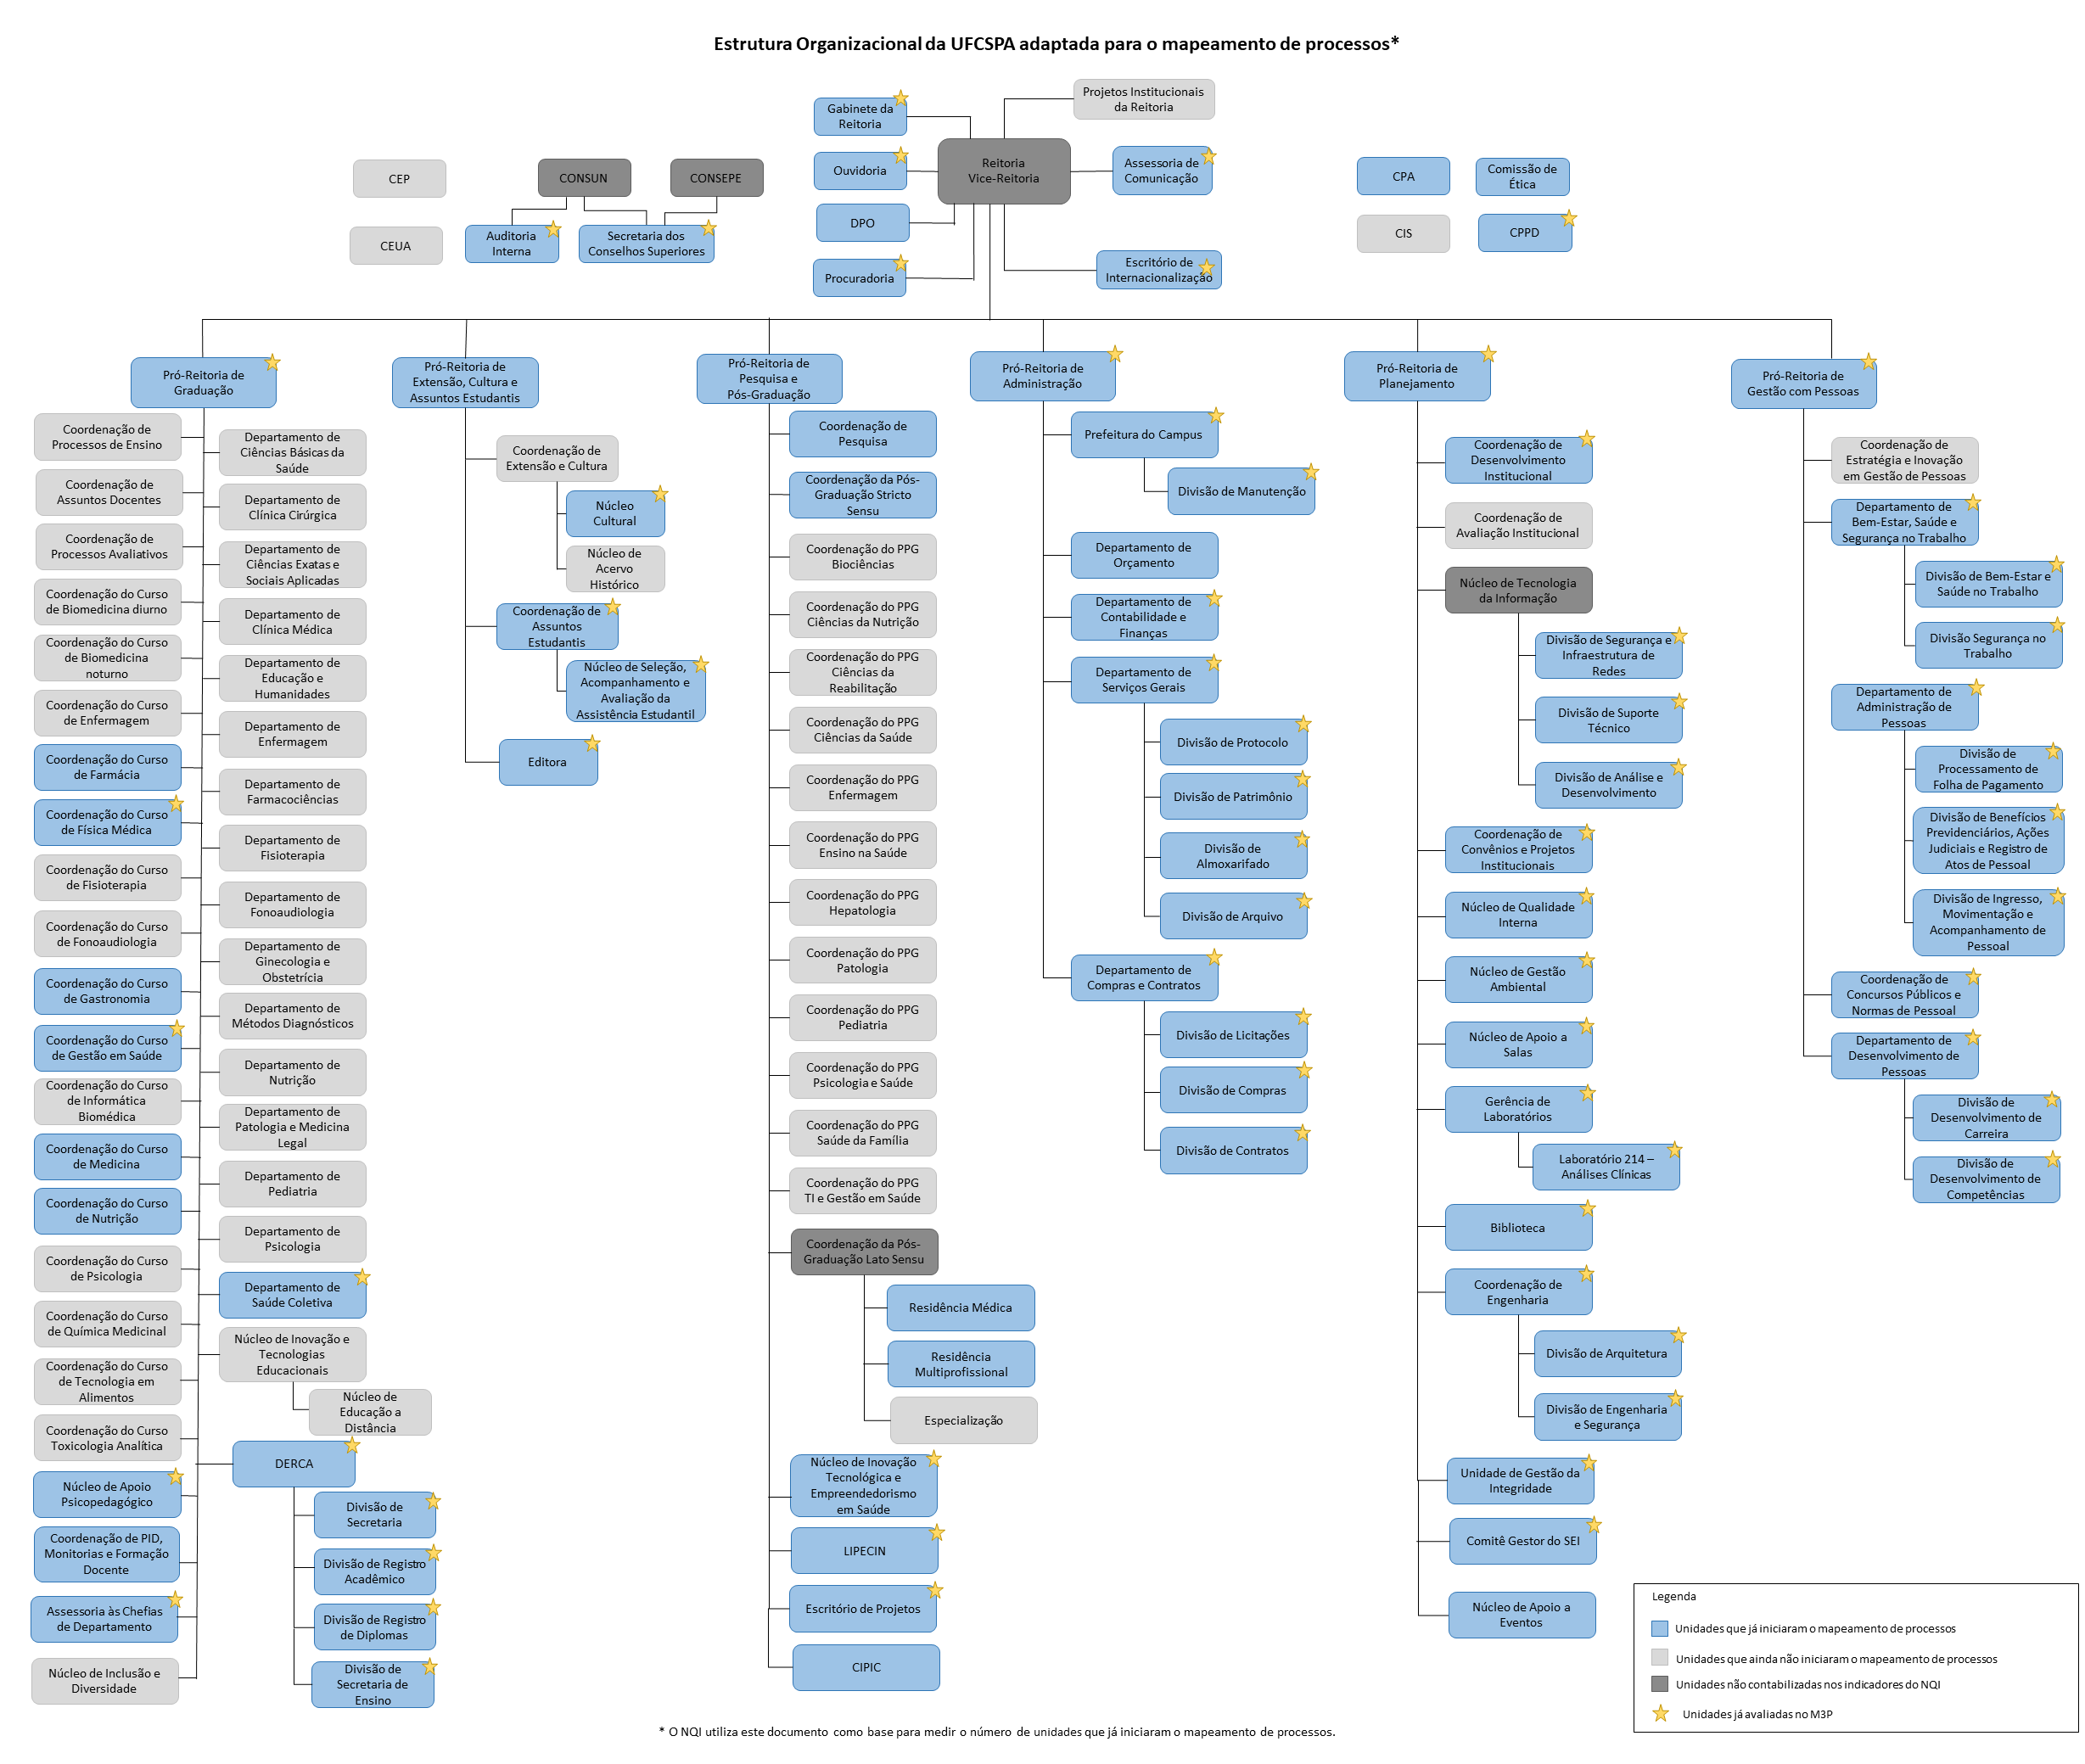 Estrutura Organizacional da UFCSPA adaptada para o mapeamento de processos*
Projetos Institucionais
da Reitoria
Gabinete da
Reitoria
Reitoria
Vice-Reitoria
Ouvidoria
Assessoria de
Comunicação
DPO
Procuradoria
Escritório de
Internacionalização
CEP
CONSUN
CONSEPE
CEUA
Auditoria
Interna
Secretaria dos
Conselhos Superiores
CPA
Comissão de
Ética
CIS
CPPD
Pró-Reitoria de
Graduação
Coordenação de
Processos de Ensino
Coordenação de
Assuntos Docentes
Coordenação de
Processos Avaliativos
Coordenação do Curso
de Biomedicina diurno
Coordenação do Curso
de Biomedicina
noturno
Coordenação do Curso
de Enfermagem
Coordenação do Curso
de Farmácia
Coordenação do Curso
de Física Médica
Coordenação do Curso
de Fisioterapia
Coordenação do Curso
de Fonoaudiologia
Coordenação do Curso
de Gastronomia
Coordenação do Curso
de Gestão em Saúde
Coordenação do Curso
de Informática
Biomédica
Coordenação do Curso
de Medicina
Coordenação do Curso
de Nutrição
Coordenação do Curso
de Psicologia
Coordenação do Curso
de Química Medicinal
Coordenação do Curso
de Tecnologia em
Alimentos
Coordenação do Curso
Toxicologia Analítica
Núcleo de Apoio
Psicopedagógico
Coordenação de PID,
Monitorias e Formação
Docente
Assessoria às Chefias
de Departamento
Núcleo de Inclusão e
Diversidade
Departamento de
Ciências Básicas da
Saúde
Departamento de
Clínica Cirúrgica
Departamento de
Ciências Exatas e
Sociais Aplicadas
Departamento de
Clínica Médica
Departamento de
Educação e
Humanidades
Departamento de
Enfermagem
Departamento de
Farmacociências
Departamento de
Fisioterapia
Departamento de
Fonoaudiologia
Departamento de
Ginecologia e
Obstetrícia
Departamento de
Métodos Diagnósticos
Departamento de
Nutrição
Departamento de
Patologia e Medicina
Legal
Departamento de
Pediatria
Departamento de
Psicologia
Departamento de
Saúde Coletiva
Núcleo de Inovação e
Tecnologias
Educacionais
Núcleo de
Educação a
Distância
DERCA
Divisão de
Secretaria
Divisão de Registro
Acadêmico
Divisão de Registro
de Diplomas
Divisão de
Secretaria de
Ensino
Pró-Reitoria de
Extensão, Cultura e
Assuntos Estudantis
Coordenação de
Extensão e Cultura
Núcleo
Cultural
Núcleo de
Acervo
Histórico
Coordenação de
Assuntos
Estudantis
Núcleo de Seleção,
Acompanhamento e
Avaliação da
Assistência Estudantil
Editora
Pró-Reitoria de
Pesquisa e
Pós-Graduação
Coordenação de
Pesquisa
Coordenação da Pós-
Graduação Stricto
Sensu
Coordenação do PPG
Biociências
Coordenação do PPG
Ciências da Nutrição
Coordenação do PPG
Ciências da
Reabilitação
Coordenação do PPG
Ciências da Saúde
Coordenação do PPG
Enfermagem
Coordenação do PPG
Ensino na Saúde
Coordenação do PPG
Hepatologia
Coordenação do PPG
Patologia
Coordenação do PPG
Pediatria
Coordenação do PPG
Psicologia e Saúde
Coordenação do PPG
Saúde da Família
Coordenação do PPG
TI e Gestão em Saúde
Coordenação da Pós-
Graduação Lato Sensu
Residência Médica
Residência
Multiprofissional
Especialização
Núcleo de Inovação
Tecnológica e
Empreendedorismo
em Saúde
LIPECIN
Escritório de Projetos
CIPIC
Pró-Reitoria de
Administração
Prefeitura do Campus
Divisão de Manutenção
Departamento de
Orçamento
Departamento de
Contabilidade e
Finanças
Departamento de
Serviços Gerais
Divisão de Protocolo
Divisão de Patrimônio
Divisão de
Almoxarifado
Divisão de Arquivo
Departamento de
Compras e Contratos
Divisão de Licitações
Divisão de Compras
Divisão de Contratos
Pró-Reitoria de
Planejamento
Coordenação de
Desenvolvimento
Institucional
Coordenação de
Avaliação Institucional
Núcleo de Tecnologia
da Informação
Divisão de Segurança e
Infraestrutura de
Redes
Divisão de Suporte
Técnico
Divisão de Análise e
Desenvolvimento
Coordenação de
Convênios e Projetos
Institucionais
Núcleo de Qualidade
Interna
Núcleo de Gestão
Ambiental
Núcleo de Apoio a
Salas
Gerência de
Laboratórios
Laboratório 214 –
Análises Clínicas
Biblioteca
Coordenação de
Engenharia
Divisão de Arquitetura
Divisão de Engenharia
e Segurança
Unidade de Gestão da
Integridade
Comitê Gestor do SEI
Núcleo de Apoio a
Eventos
Pró-Reitoria de
Gestão com Pessoas
Coordenação de
Estratégia e Inovação
em Gestão de Pessoas
Departamento de
Bem-Estar, Saúde e
Segurança no Trabalho
Divisão de Bem-Estar e
Saúde no Trabalho
Divisão Segurança no
Trabalho
Departamento de
Administração de
Pessoas
Divisão de
Processamento de
Folha de Pagamento
Divisão de Benefícios
Previdenciários, Ações
Judiciais e Registro de
Atos de Pessoal
Divisão de Ingresso,
Movimentação e
Acompanhamento de
Pessoal
Coordenação de
Concursos Públicos e
Normas de Pessoal
Departamento de
Desenvolvimento de
Pessoas
Divisão de
Desenvolvimento de
Carreira
Divisão de
Desenvolvimento de
Competências
Legenda
Unidades que já iniciaram o mapeamento de processos
Unidades que ainda não iniciaram o mapeamento de processos
Unidades não contabilizadas nos indicadores do NQI
Unidades já avaliadas no M3P
* O NQI utiliza este documento como base para medir o número de unidades que já iniciaram o mapeamento de processos.